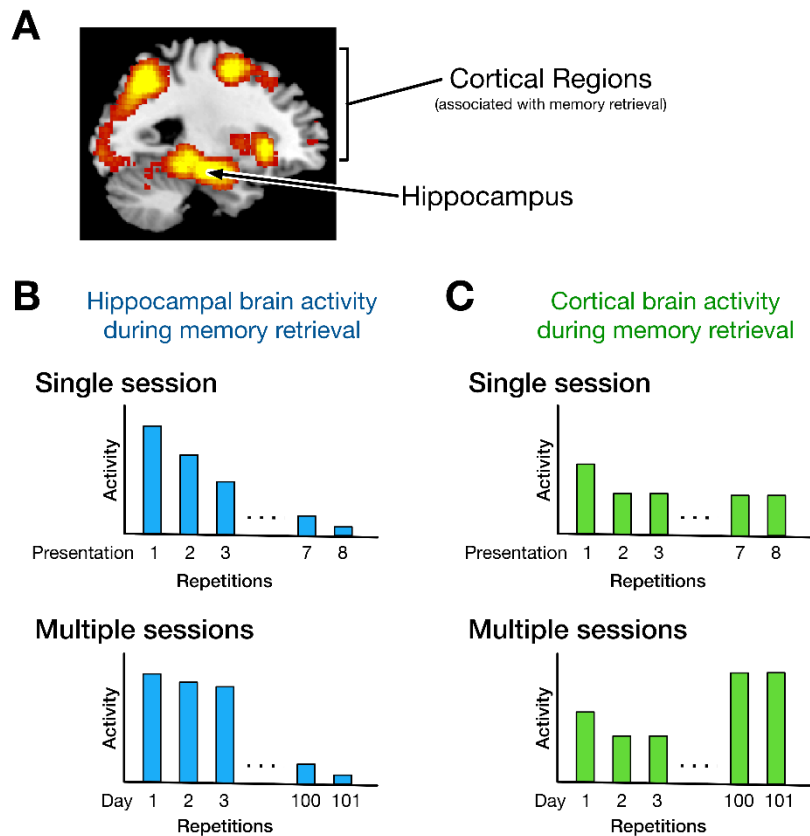 A
Cortical Regions
(associated with memory retrieval)
Hippocampus
B
Hippocampal brain activity
during memory retrieval
Single session
Activity
Presentation 1 2 3 ... 7 8
Repetitions
Multiple sessions
Activity
Day 1 2 3 ... 100 101
Repetitions
C
Cortical brain activity
during memory retrieval
Single session
Activity
Presentation 1 2 3 ... 7 8
Repetitions
Multiple sessions
Activity
Day 1 2 3 ... 100 101
Repetitions